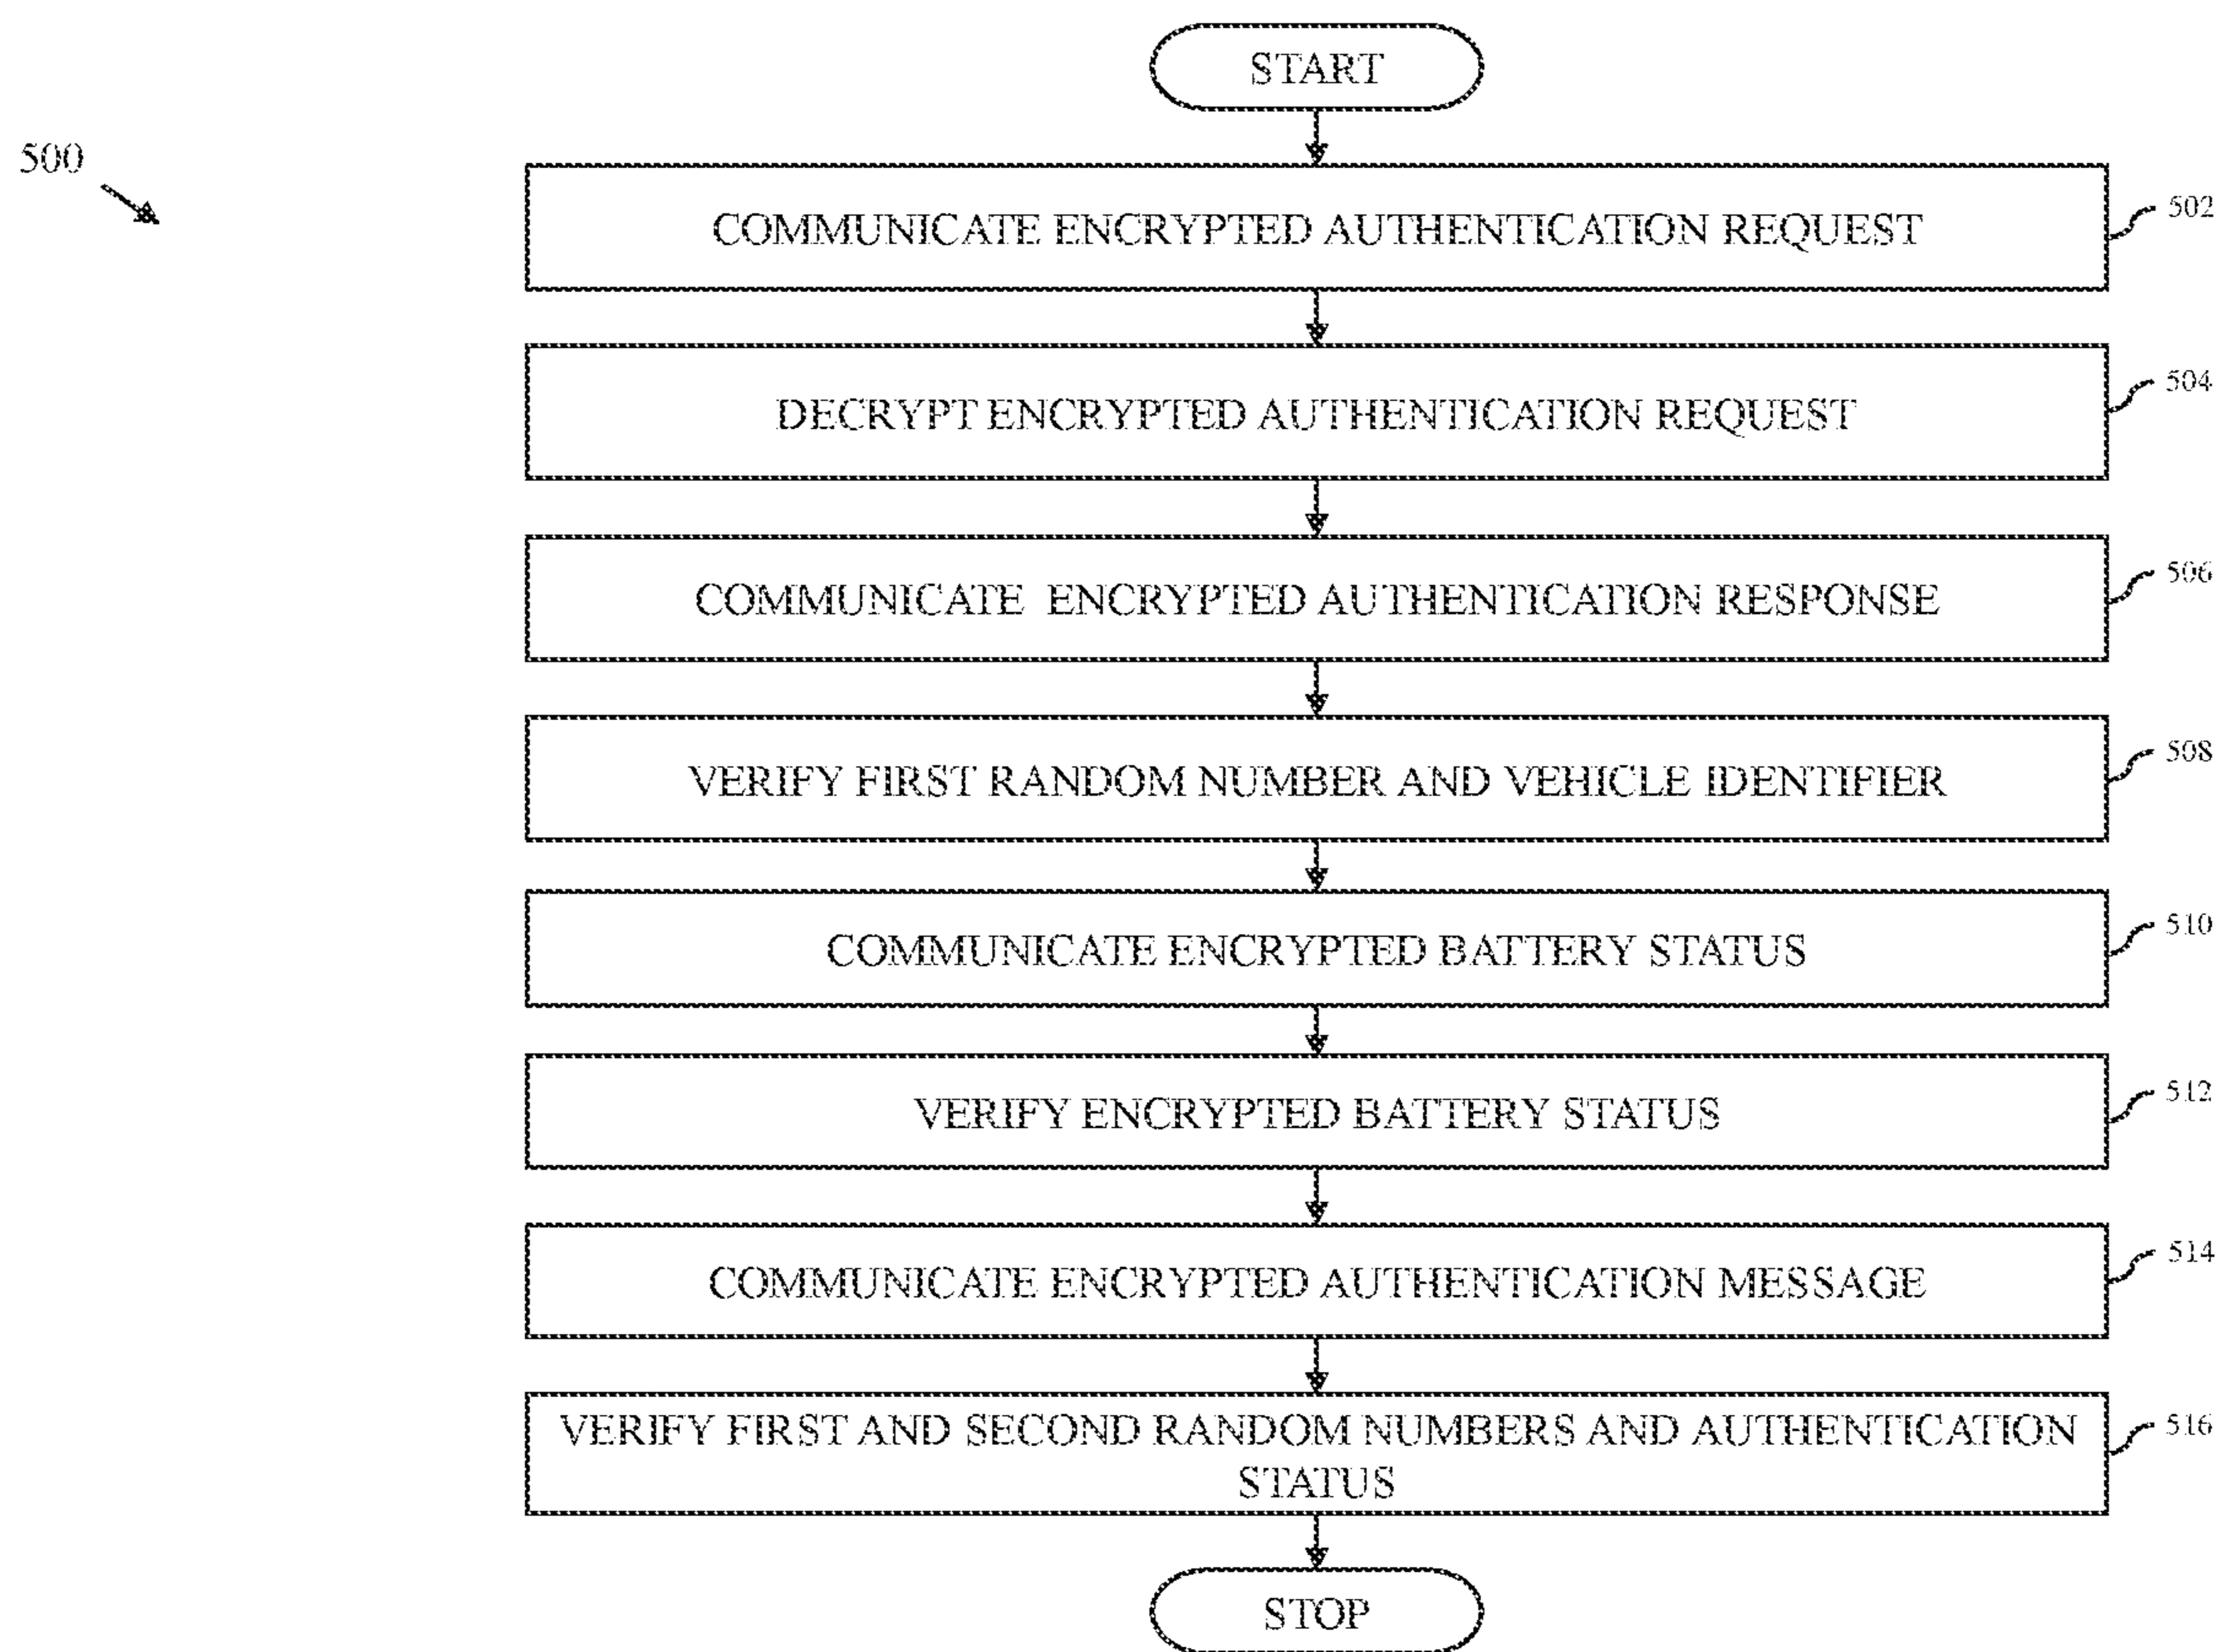 START
500
COMMUNICATE ENCRYPTED AUTHENTICATION REQUEST
502
DECRYPT ENCRYPTED AUTHENTICATION REQUEST
504
COMMUNICATE ENCRYPTED AUTHENTICATION RESPONSE
506
VERIFY FIRST RANDOM NUMBER AND VEHICLE IDENTIFIER
508
COMMUNICATE ENCRYPTED BATTERY STATUS
510
VERIFY ENCRYPTED BATTERY STATUS
512
COMMUNICATE ENCRYPTED AUTHENTICATION MESSAGE
514
VERIFY FIRST AND SECOND RANDOM NUMBERS AND AUTHENTICATION
STATUS
516
STOP